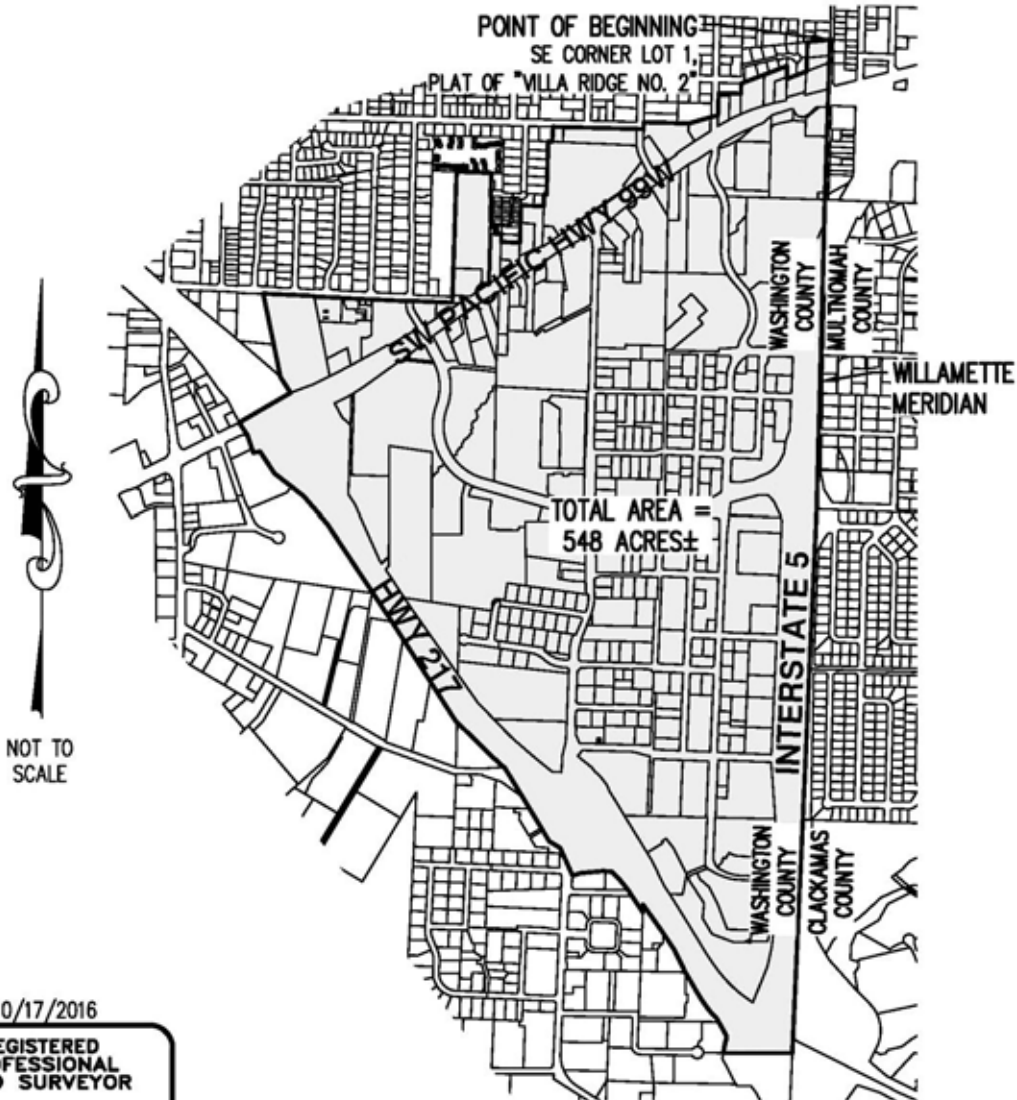 POINT OF BEGINNING
SE CORNER LOT 1,
PLAT OF "VILLA RIDGE NO. 2"
SW PACIFIC HWY 99W
WASHINGTON
COUNTY
MULTNOMAH
COUNTY
WILLAMETTE
MERIDIAN
TOTAL AREA =
548 ACRES±
HWY 217
INTERSTATE 5
NOT TO
SCALE
WASHINGTON
COUNTY
CLACKAMAS
COUNTY
0/17/2016
EGISTERED
OFESSIONAL
SURVEYOR